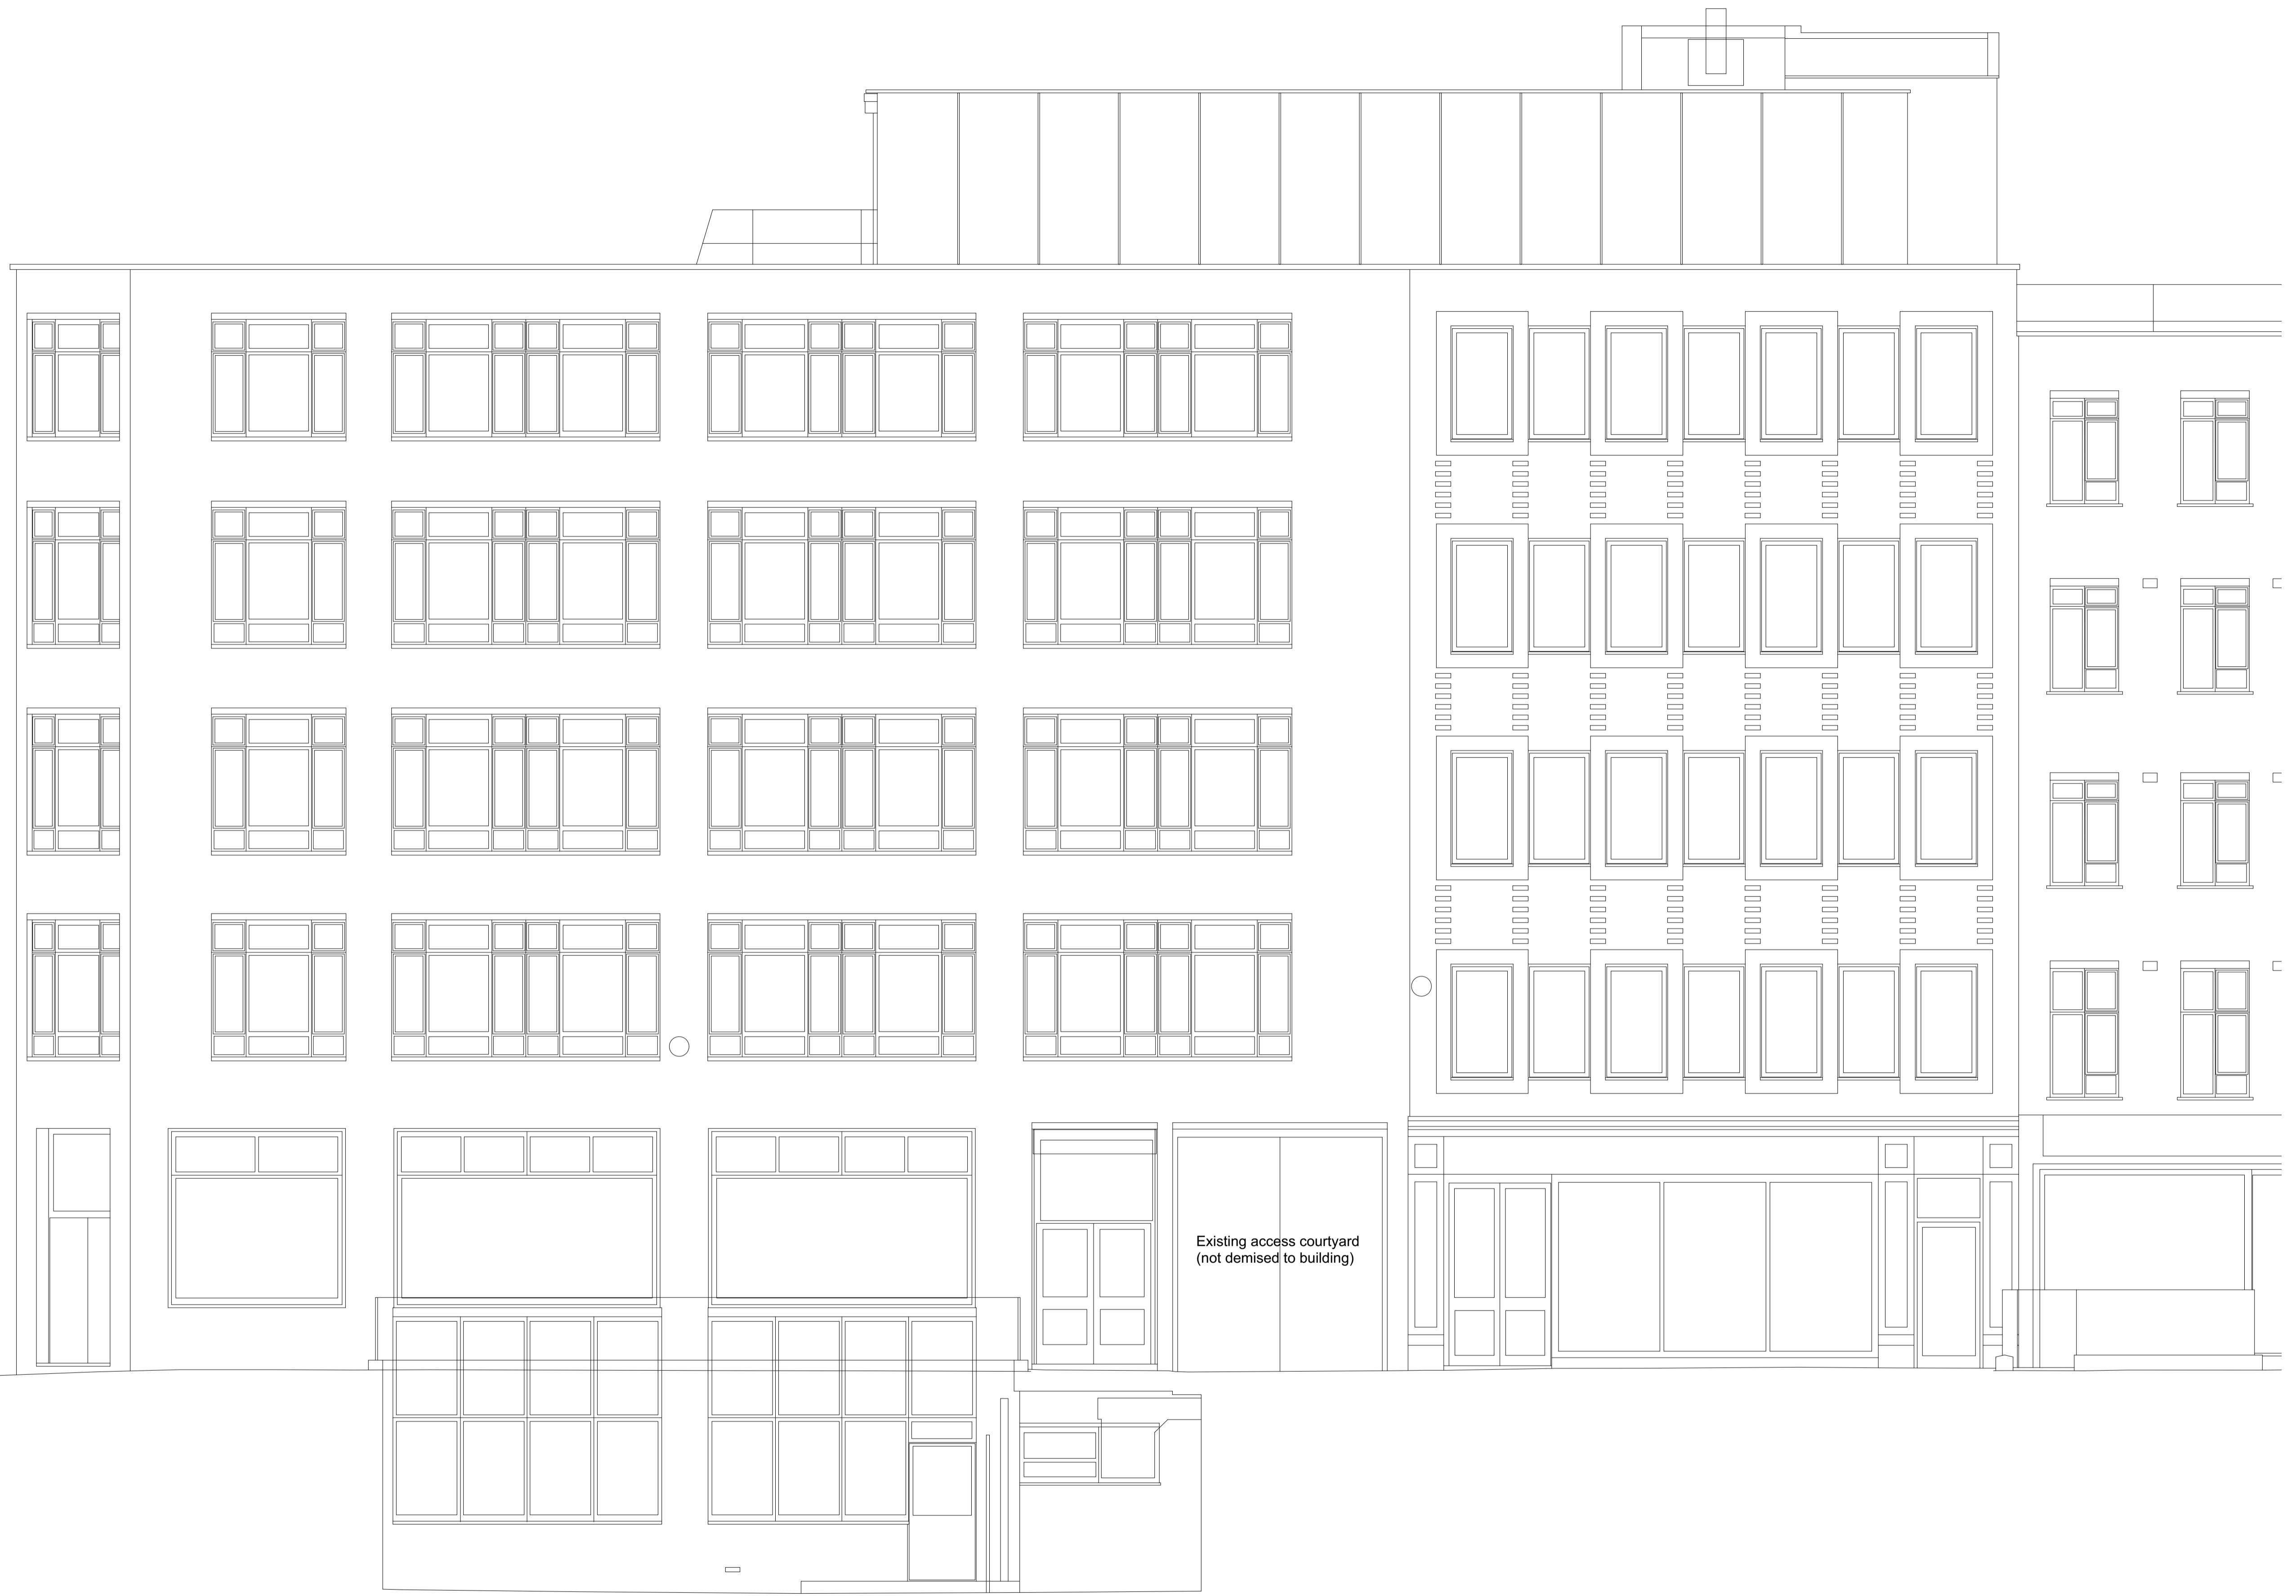 Existing access courtyard
(not demised to building)